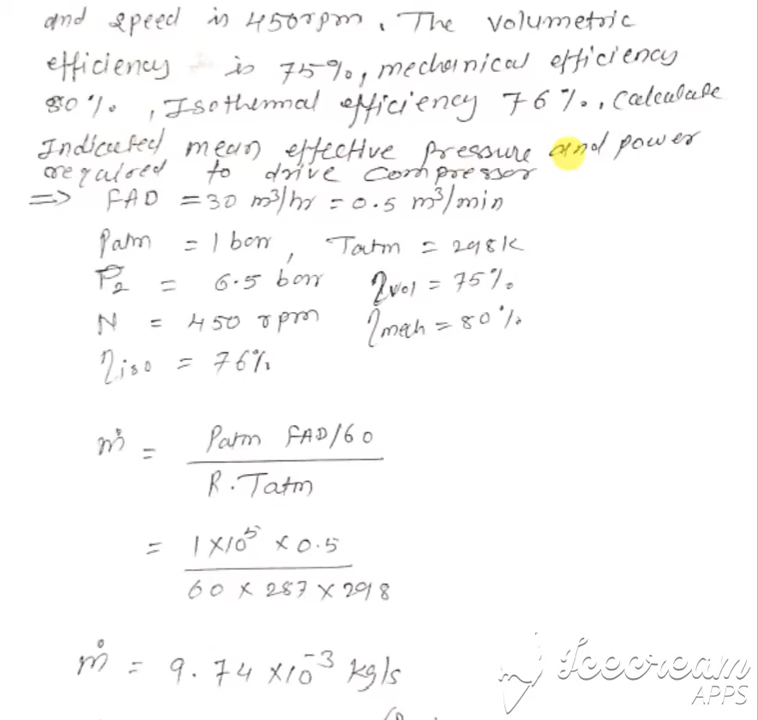 and speed is 450rpm. The volumetric
efficiency is 75%, mechanical efficiency
80%, Isothermal efficiency 76%. Calculate
Indicated mean effective pressure and power
required to drive compressor
=> FAD = 30 m³/hr = 0.5 m³/min
Patm = 1 bar, Tatm = 298K
P₂ = 6.5 bar ηvol = 75%
N = 450 rpm ηmech = 80%
ηiso = 76%
ṁ = Patm FAD/60
R.Tatm
= 1×10⁵ × 0.5
60 × 287 × 298
ṁ = 9.74 ×10⁻³ kg/s
Icecream
APPS